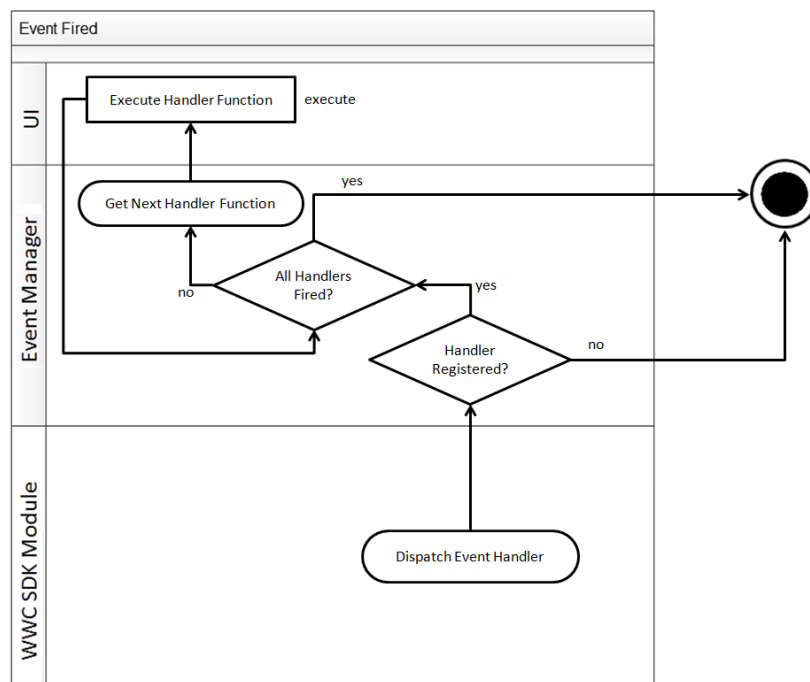 Event Fired
UI
Execute Handler Function
execute
Event Manager
yes
Get Next Handler Function
no
All Handlers
Fired?
yes
Handler
Registered?
no
WWC SDK Module
Dispatch Event Handler